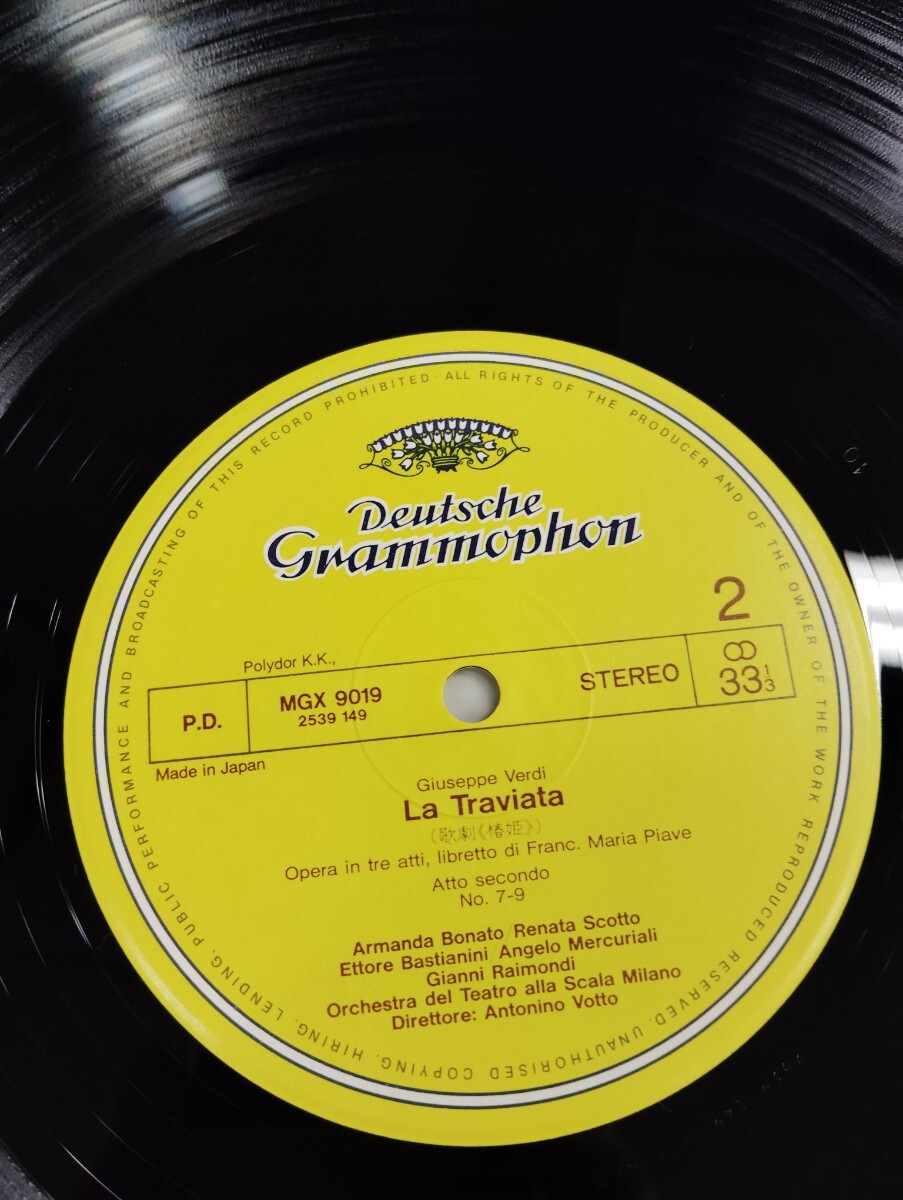 PUBLIC PERFORMANCE AND BROADCASTING OF THIS RECORD PROHIBITED · ALL RIGHTS OF THE PRODUCER AND OF THE OWNER OF THE WORK REPRODUCED RESERVED. UNAUTHORISED COPYING, HIRING, LENDING,
Deutsche
Grammophon
2
Polydor K.K.,
P.D.
MGX 9019
2539 149
STEREO
33 1/3
Made in Japan
Giuseppe Verdi
La Traviata
(歌劇《椿姫》)
Opera in tre atti, libretto di Franc. Maria Piave
Atto secondo
No. 7-9
Armanda Bonato/Renata Scotto
Ettore Bastianini/Angelo Mercuriali
Gianni Raimondi
Orchestra del Teatro alla Scala Milano
Direttore: Antonino Votto